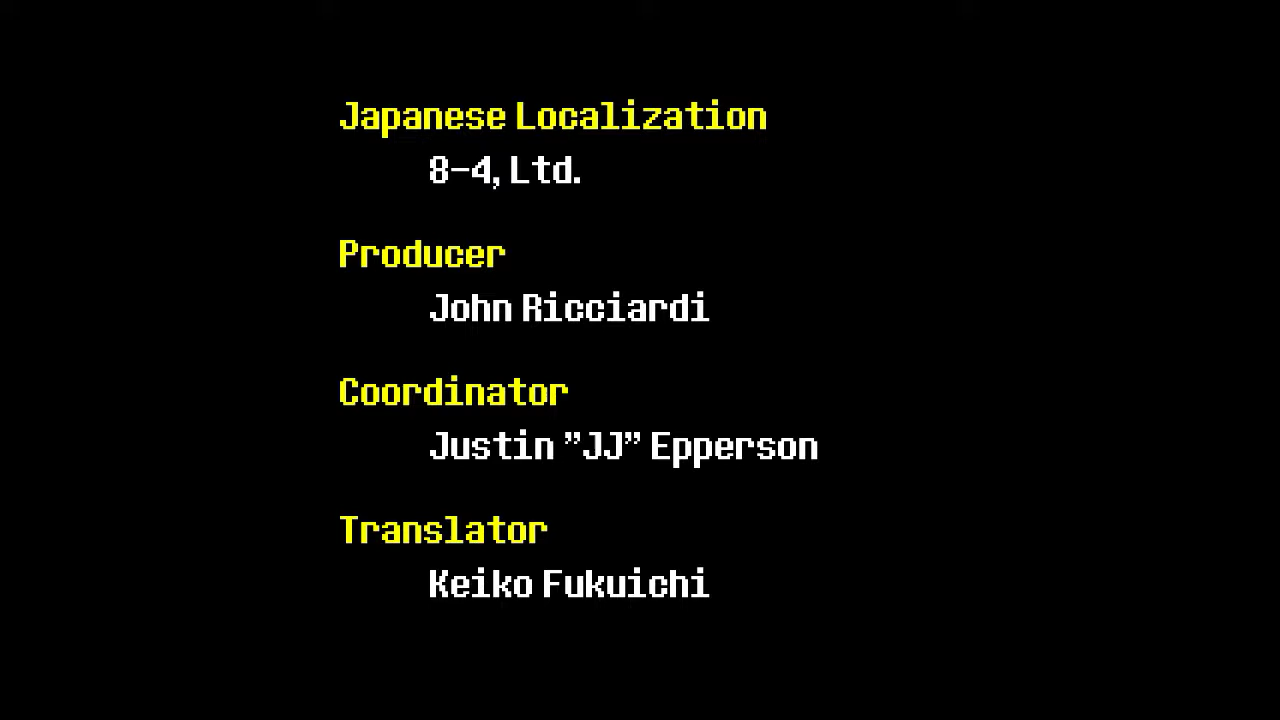 Japanese Localization
8-4, Ltd.
Producer
John Ricciardi
Coordinator
Justin ”JJ” Epperson
Translator
Keiko Fukuichi